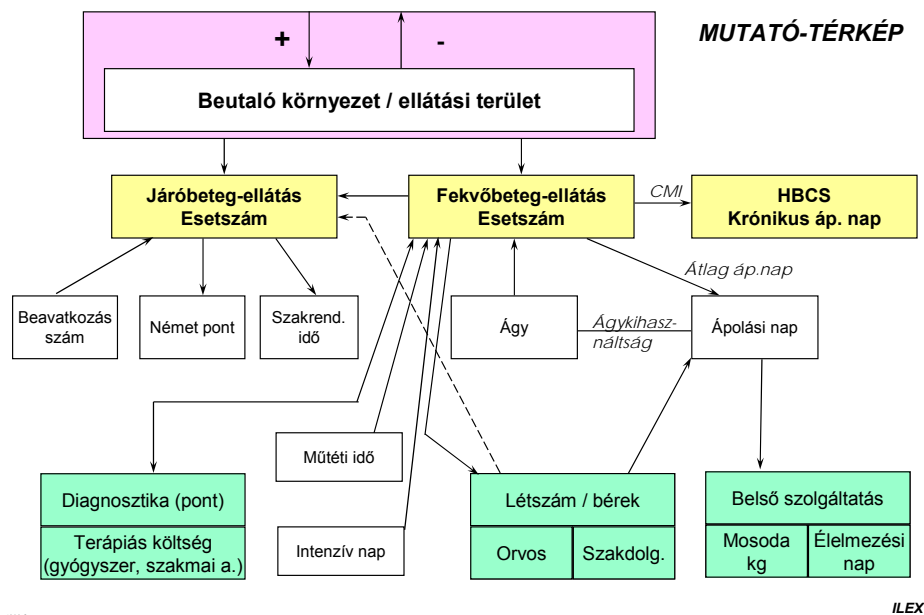 MUTATÓ-TÉRKÉP
+
-
Beutaló környezet / ellátási terület
Járóbeteg-ellátás
Esetszám
Fekvőbeteg-ellátás
Esetszám
CMI
HBCS
Krónikus áp. nap
Átlag áp.nap
Beavatkozás
szám
Német pont
Szakrend.
idő
Ágy
Ágykihasz-
náltság
Ápolási nap
Műtéti idő
Diagnosztika (pont)
Terápiás költség
(gyógyszer, szakmai a.)
Intenzív nap
Létszám / bérek
Orvos
Szakdolg.
Belső szolgáltatás
Mosoda
kg
Élelmezési
nap
ILEX